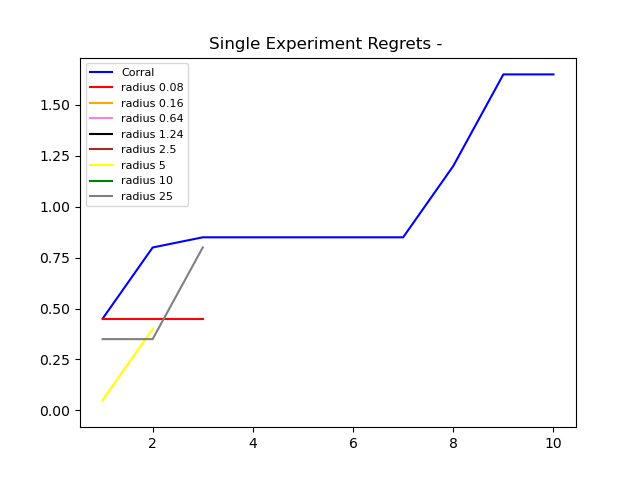 Single Experiment Regrets -
Corral
radius 0.08
radius 0.16
radius 0.64
radius 1.24
radius 2.5
radius 5
radius 10
radius 25
1.50
1.25
1.00
0.75
0.50
0.25
0.00
2 4 6 8 10